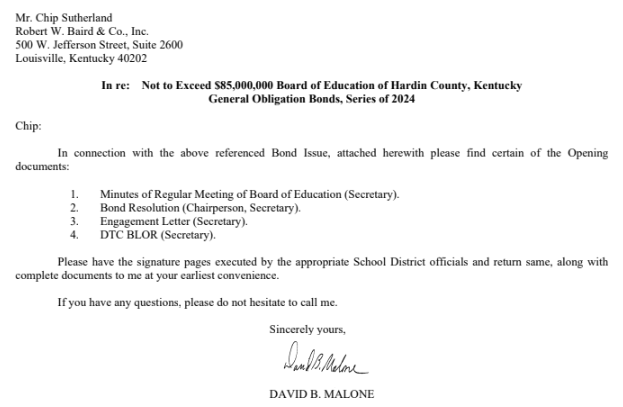 Mr. Chip Sutherland
Robert W. Baird & Co., Inc.
500 W. Jefferson Street, Suite 2600
Louisville, Kentucky 40202
In re: Not to Exceed $85,000,000 Board of Education of Hardin County, Kentucky
General Obligation Bonds, Series of 2024
Chip:
In connection with the above referenced Bond Issue, attached herewith please find certain of the Opening
documents:
1. Minutes of Regular Meeting of Board of Education (Secretary).
2. Bond Resolution (Chairperson, Secretary).
3. Engagement Letter (Secretary).
4. DTC BLOR (Secretary).
Please have the signature pages executed by the appropriate School District officials and return same, along with
complete documents to me at your earliest convenience.
If you have any questions, please do not hesitate to call me.
Sincerely yours,
David B. Malone
DAVID B. MALONE